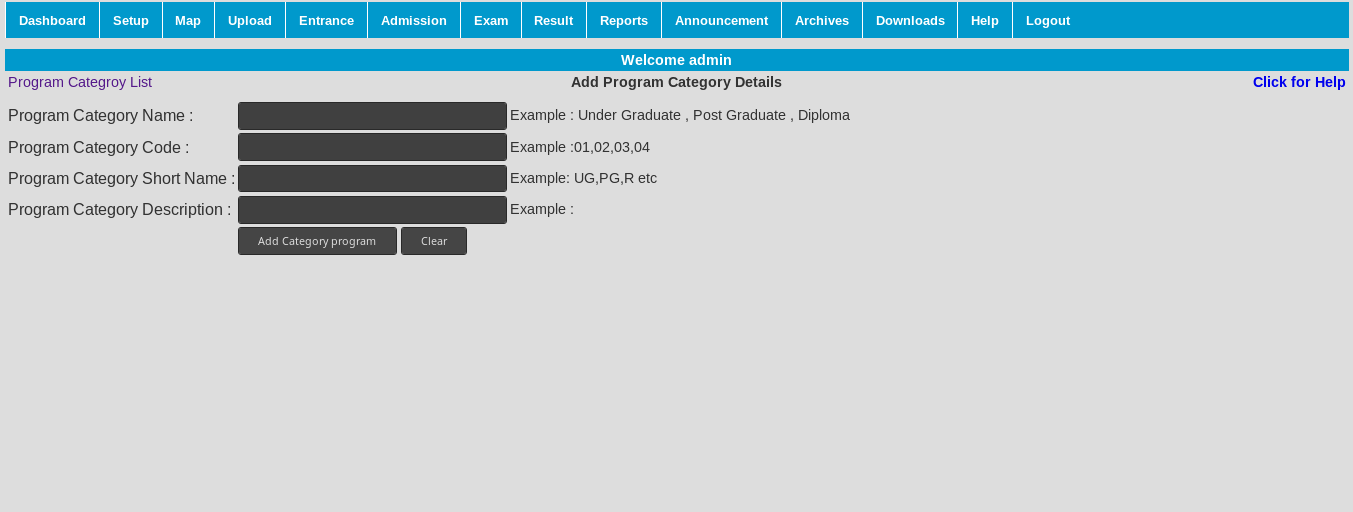 Dashboard Setup Map Upload Entrance Admission Exam Result Reports Announcement Archives Downloads Help Logout
Welcome admin
Program Categroy List Add Program Category Details Click for Help
Program Category Name : Example : Under Graduate , Post Graduate , Diploma
Program Category Code : Example :01,02,03,04
Program Category Short Name : Example: UG,PG,R etc
Program Category Description : Example :
Add Category program Clear